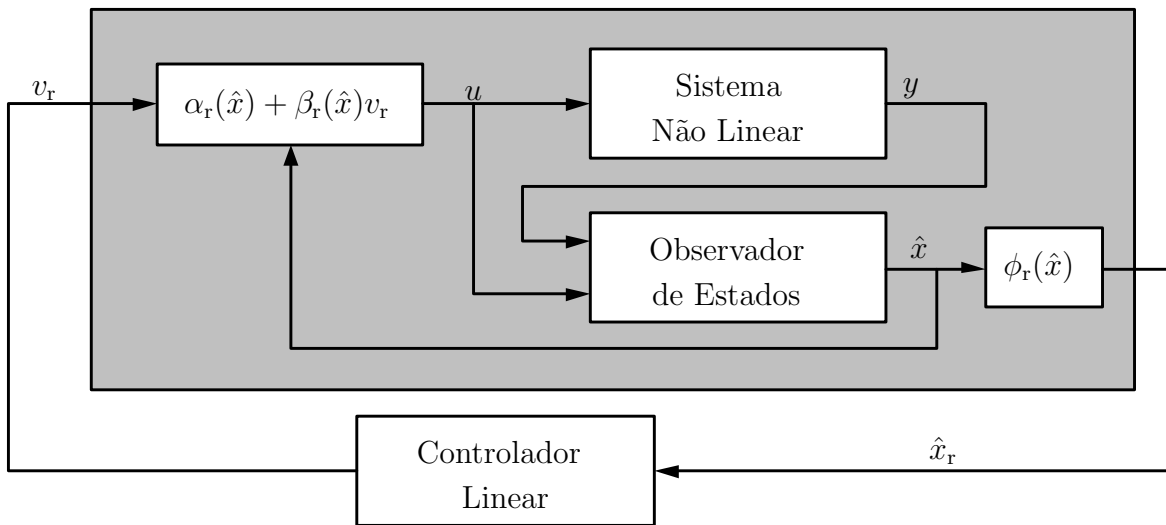 v_r
α_r(x̂) + β_r(x̂)v_r
u
Sistema
Não Linear
y
Observador
de Estados
x̂
ϕ_r(x̂)
Controlador
Linear
x̂_r